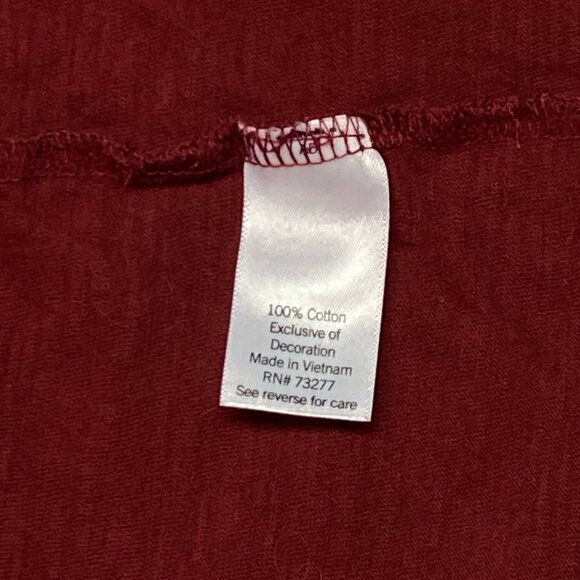 100% Cotton
Exclusive of
Decoration
Made in Vietnam
RN# 73277
See reverse for care